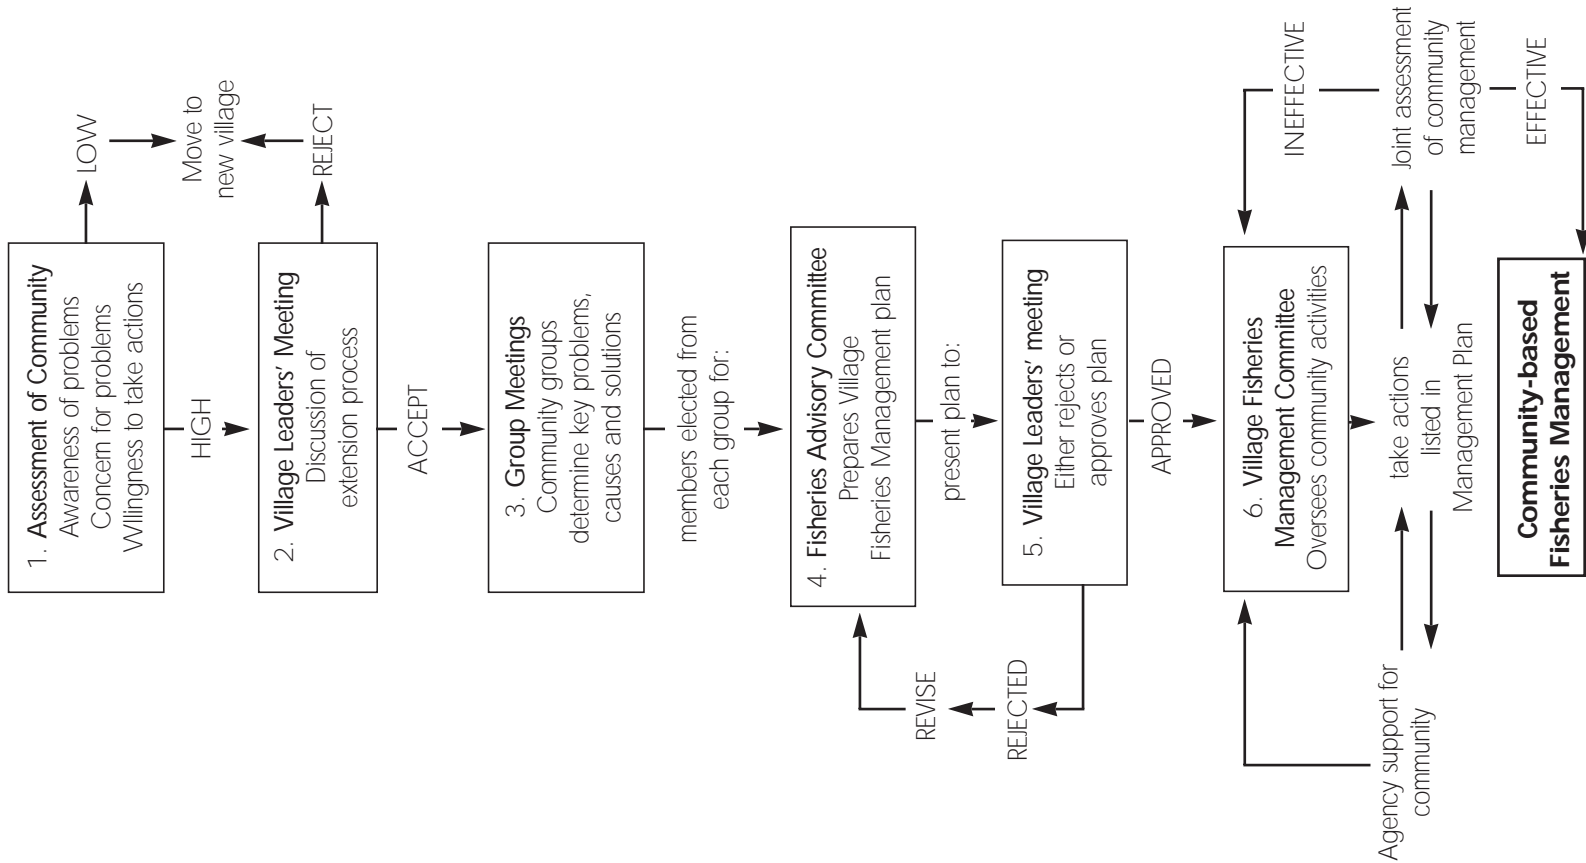 1. Assessment of Community
Awareness of problems
Concern for problems
WIllingness to take actions
LOW
Move to
new village
HIGH
2. Village Leaders' Meeting
Discussion of
extension process
REJECT
ACCEPT
3. Group Meetings
Community groups
determine key problems,
causes and solutions
members elected from
each group for:
4. Fisheries Advisory Committee
Prepares Village
Fisheries Management plan
REVISE
present plan to:
REJECTED
5. Village Leaders' meeting
Either rejects or
approves plan
APPROVED
6. Village Fisheries
Management Committee
Oversees community activities
INEFFECTIVE
Agency support for
community
take actions
listed in
Management Plan
Joint assessment
of community
management
EFFECTIVE
Community-based
Fisheries Management